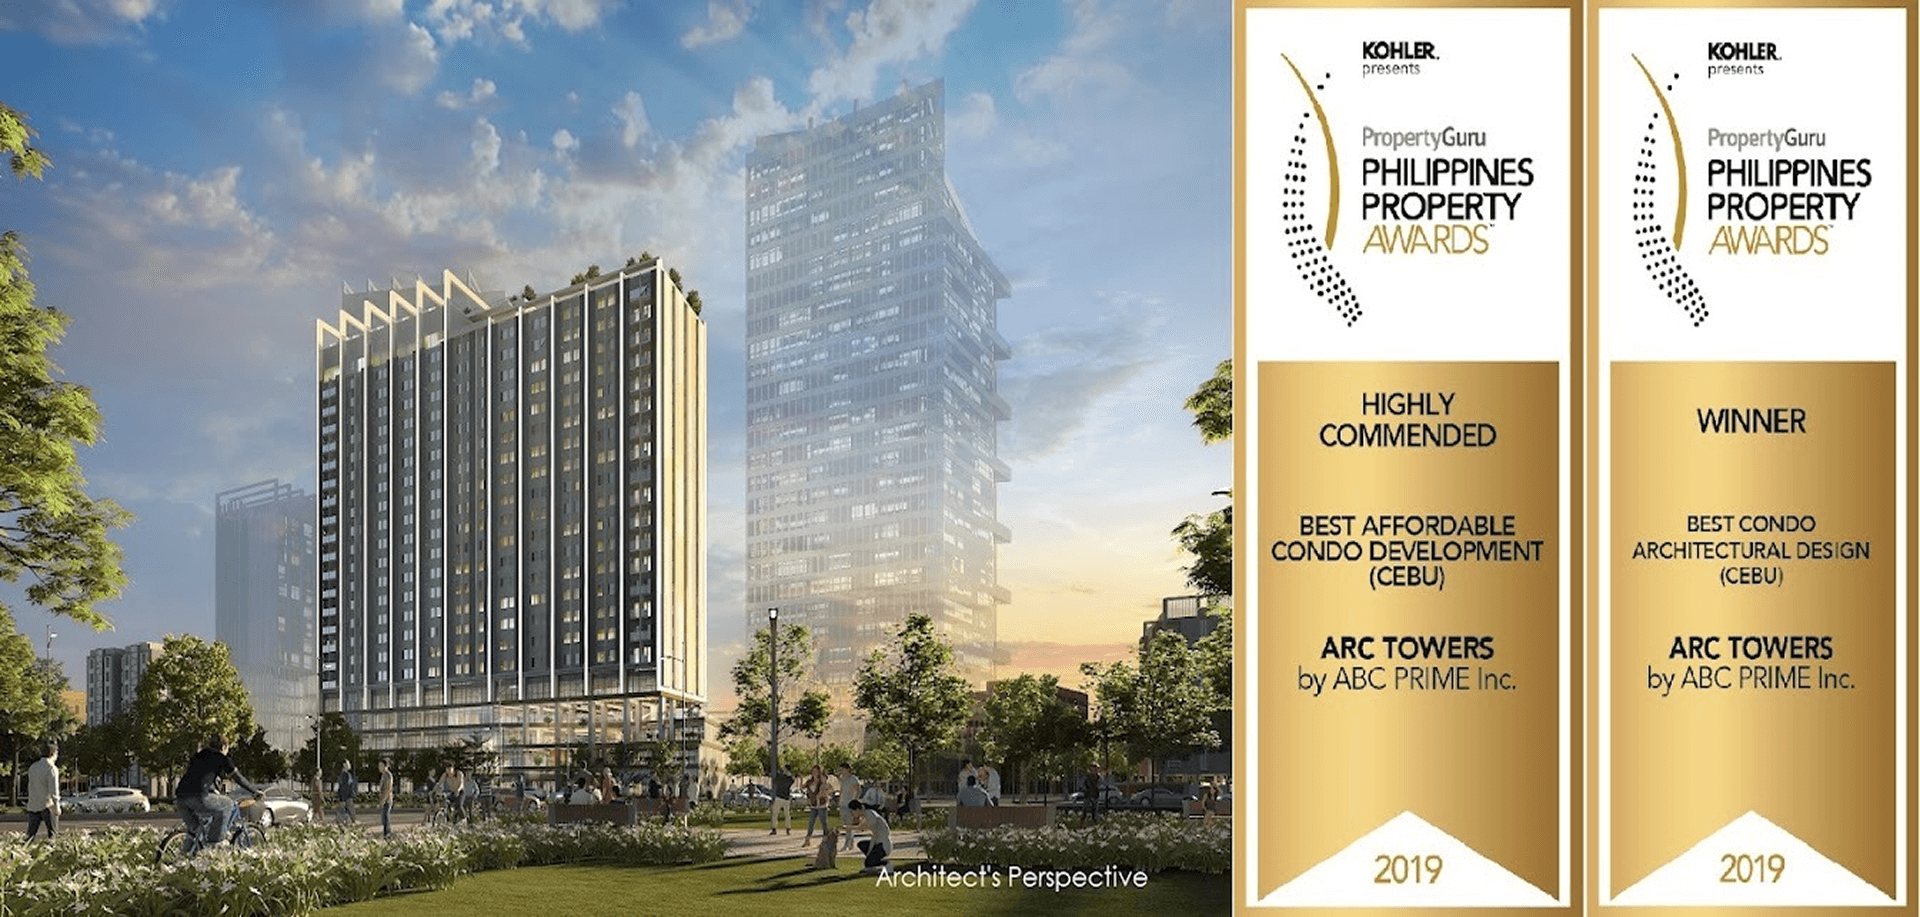 Architect's Perspective
KOHLER.
presents
PropertyGuru
PHILIPPINES
PROPERTY
AWARDS™
HIGHLY
COMMENDED
BEST AFFORDABLE
CONDO DEVELOPMENT
(CEBU)
ARC TOWERS
by ABC PRIME Inc.
2019
KOHLER.
presents
PropertyGuru
PHILIPPINES
PROPERTY
AWARDS™
WINNER
BEST CONDO
ARCHITECTURAL DESIGN
(CEBU)
ARC TOWERS
by ABC PRIME Inc.
2019